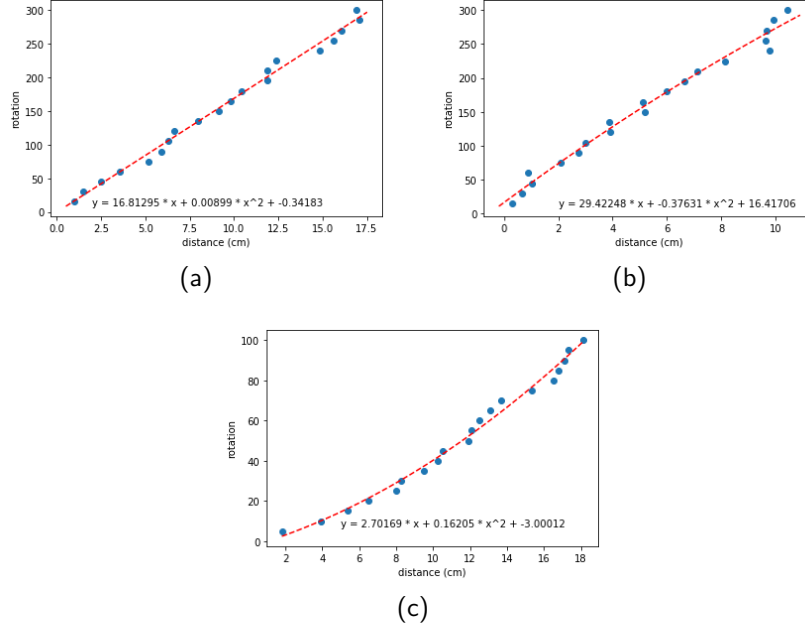 300
250
200
150
100
50
0
rotation
y = 16.81295 * x + 0.00899 * x^2 + -0.34183
0.0 2.5 5.0 7.5 10.0 12.5 15.0 17.5
distance (cm)
(a)
300
250
200
150
100
50
0
rotation
y = 29.42248 * x + -0.37631 * x^2 + 16.41706
0 2 4 6 8 10
distance (cm)
(b)
100
80
60
40
20
0
rotation
y = 2.70169 * x + 0.16205 * x^2 + -3.00012
2 4 6 8 10 12 14 16 18
distance (cm)
(c)